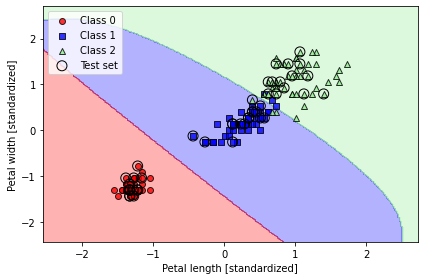 Class 0
Class 1
Class 2
Test set
Petal width [standardized]
2
1
0
−1
−2
−2
−1
0
1
2
Petal length [standardized]